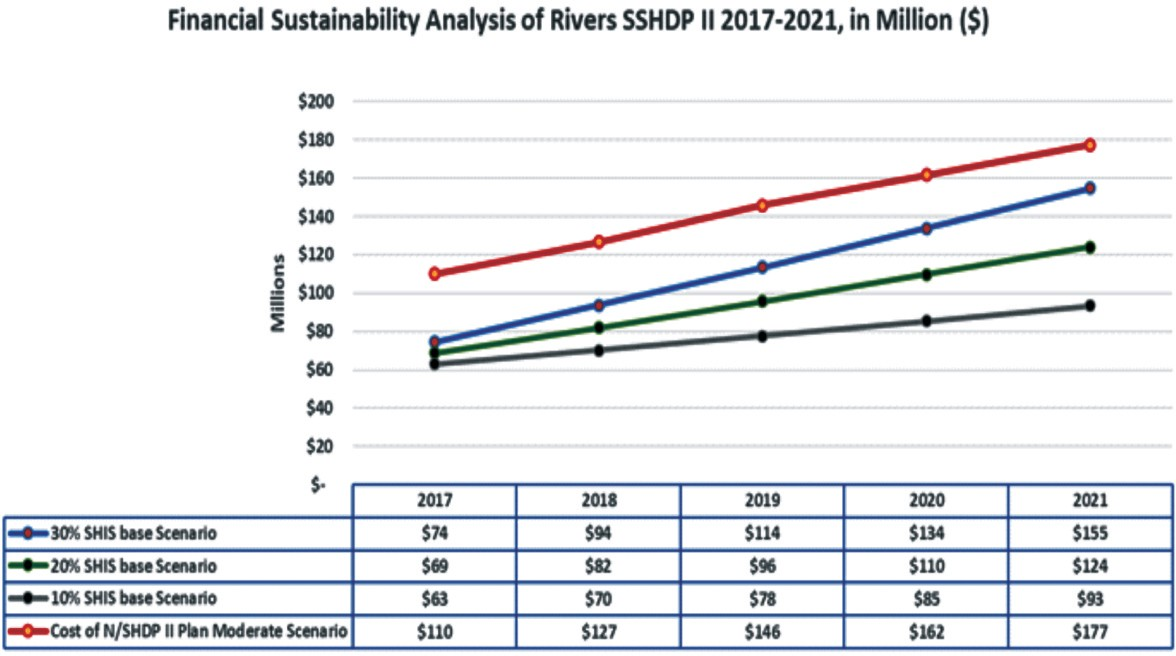 Financial Sustainability Analysis of Rivers SSHDP II 2017-2021, in Million ($)
$200
$180
$160
$140
$120
$100
$80
$60
$40
$20
$-
Millions
2017 2018 2019 2020 2021
30% SHIS base Scenario $74 $94 $114 $134 $155
20% SHIS base Scenario $69 $82 $96 $110 $124
10% SHIS base Scenario $63 $70 $78 $85 $93
Cost of N/SHDP II Plan Moderate Scenario $110 $127 $146 $162 $177